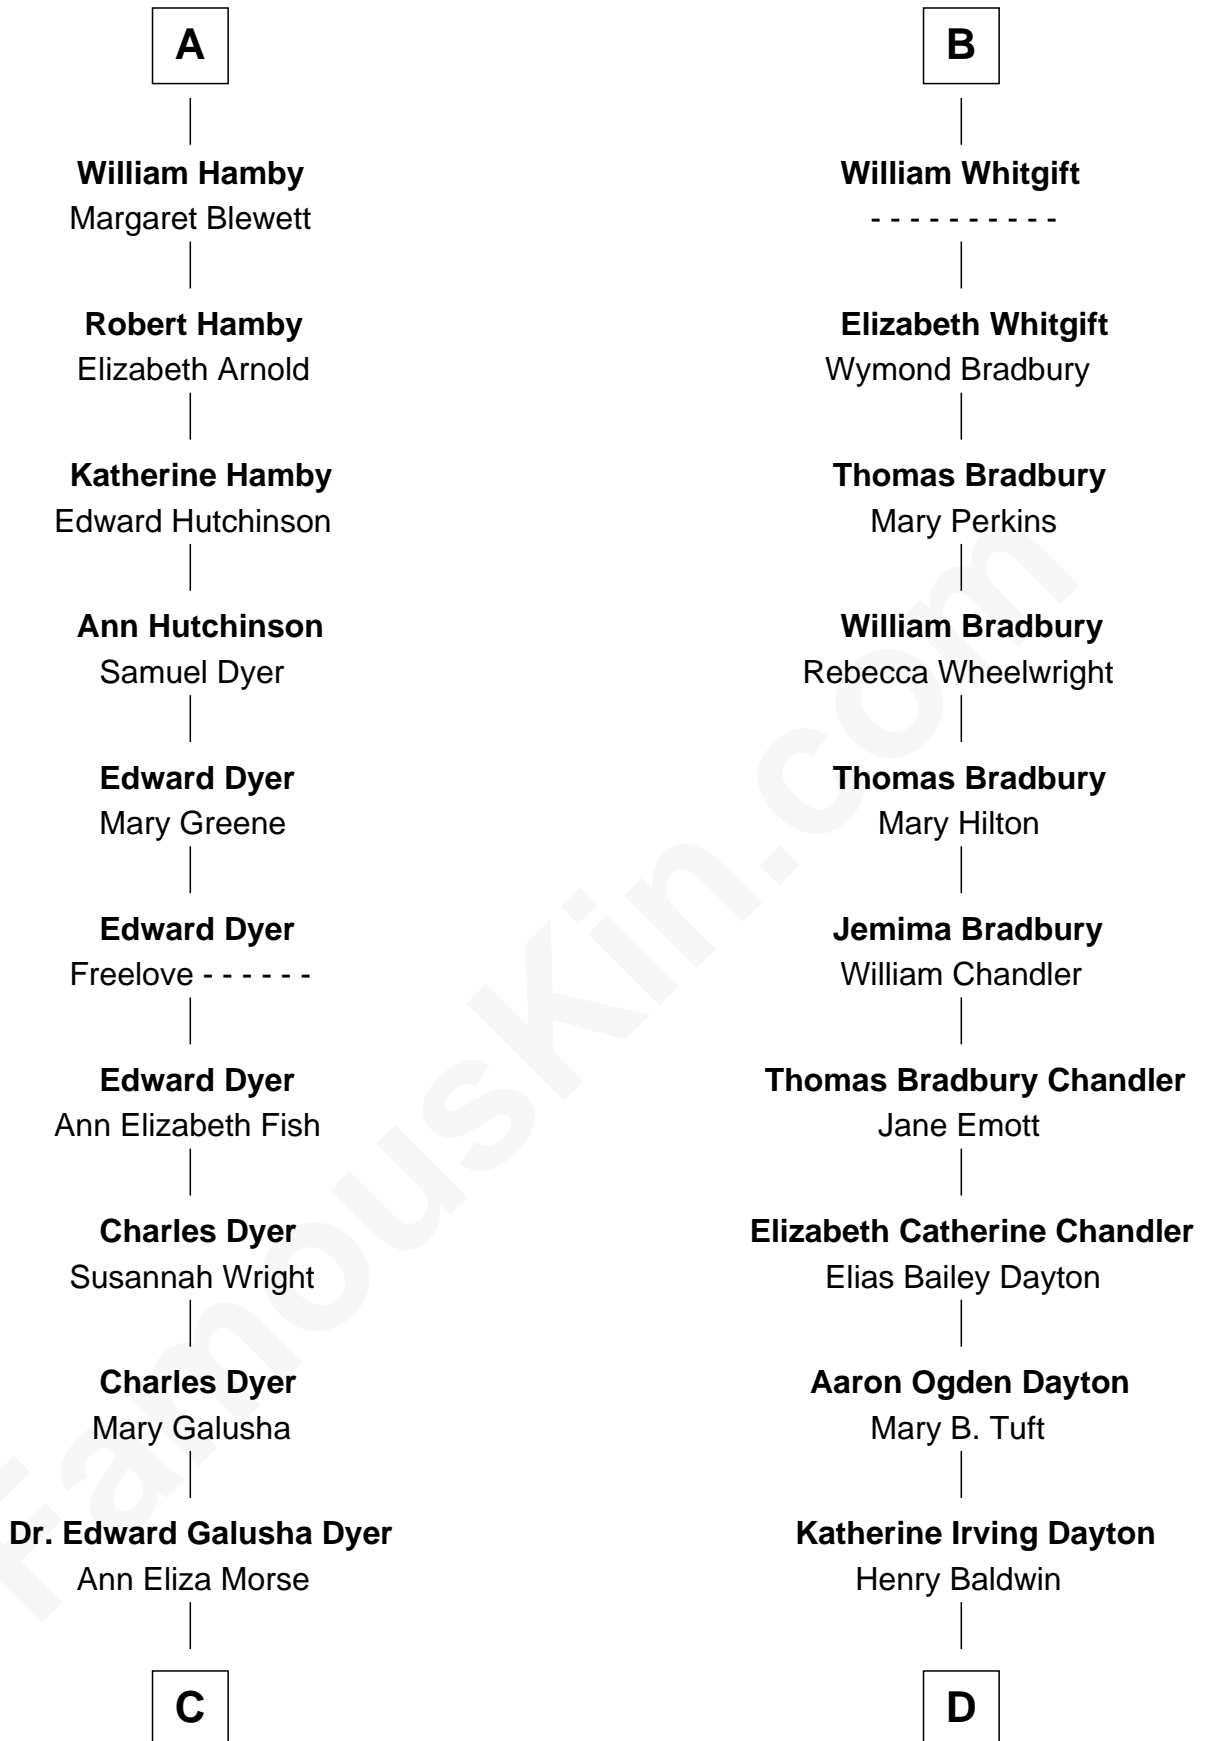 A
William Hamby
Margaret Blewett
Robert Hamby
Elizabeth Arnold
Katherine Hamby
Edward Hutchinson
Ann Hutchinson
Samuel Dyer
Edward Dyer
Mary Greene
Edward Dyer
Freelove - - - - - -
Edward Dyer
Ann Elizabeth Fish
Charles Dyer
Susannah Wright
Charles Dyer
Mary Galusha
Dr. Edward Galusha Dyer
Ann Eliza Morse
C
B
William Whitgift
- - - - - - - - - -
Elizabeth Whitgift
Wymond Bradbury
Thomas Bradbury
Mary Perkins
William Bradbury
Rebecca Wheelwright
Thomas Bradbury
Mary Hilton
Jemima Bradbury
William Chandler
Thomas Bradbury Chandler
Jane Emott
Elizabeth Catherine Chandler
Elias Bailey Dayton
Aaron Ogden Dayton
Mary B. Tuft
Katherine Irving Dayton
Henry Baldwin
D
FamousKin.com